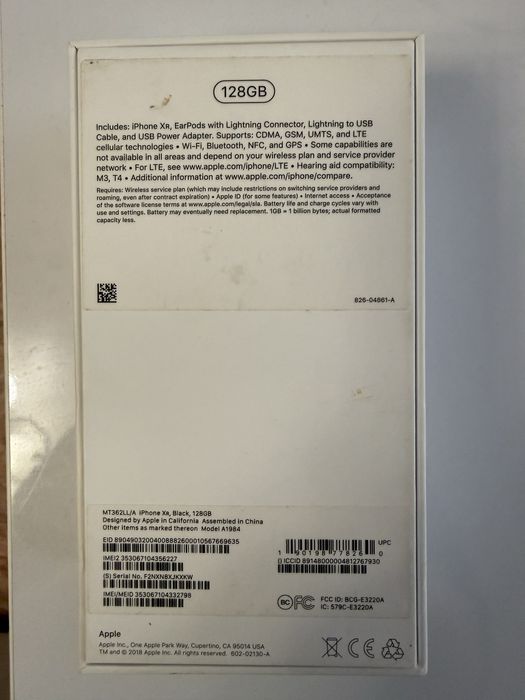 128GB
Includes: iPhone XR, EarPods with Lightning Connector, Lightning to USB
Cable, and USB Power Adapter. Supports: CDMA, GSM, UMTS, and LTE
cellular technologies • Wi-Fi, Bluetooth, NFC, and GPS • Some capabilities are
not available in all areas and depend on your wireless plan and service provider
network • For LTE, see www.apple.com/iphone/LTE • Hearing aid compatibility:
M3, T4 • Additional information at www.apple.com/iphone/compare.
Requires: Wireless service plan (which may include restrictions on switching service providers and
roaming, even after contract expiration) • Apple ID (for some features) • Internet access • Acceptance
of the software license terms at www.apple.com/legal/sla. Battery life and charge cycles vary with
use and settings. Battery may eventually need replacement. 1GB = 1 billion bytes; actual formatted
capacity less.
826-04661-A
MT362LL/A iPhone XR, Black, 128GB
Designed by Apple in California Assembled in China
Other items as marked thereon Model A1984
EID 89049032004008882600010567669635
IMEI2 353067104356227
(S) Serial No. F2NXN8XJKXKW
IMEI/MEID 353067104332798
UPC
1 90198 77826 0
() ICCID 89148000004812767930
BC FC FCC ID: BCG-E3220A
IC: 579C-E3220A
Apple
Apple Inc., One Apple Park Way, Cupertino, CA 95014 USA
TM and © 2018 Apple Inc. All rights reserved. 602-02130-A
CE